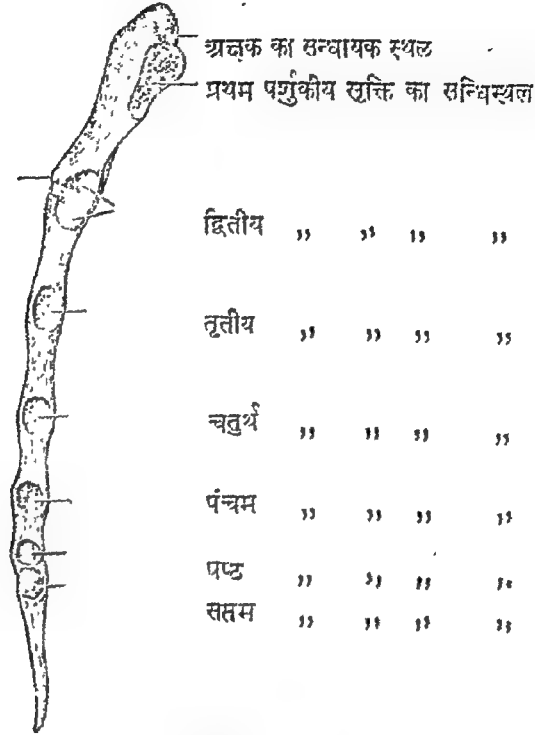 अक्षक का सन्धायक स्थल
प्रथम पर्शुकीय सृक्ति का सन्धिस्थल
द्वितीय ,, ,, ,, ,,
तृतीय ,, ,, ,, ,,
चतुर्थ ,, ,, ,, ,,
पंचम ,, ,, ,, ,,
षष्ठ ,, ,, ,, ,,
सप्तम ,, ,, ,, ,,